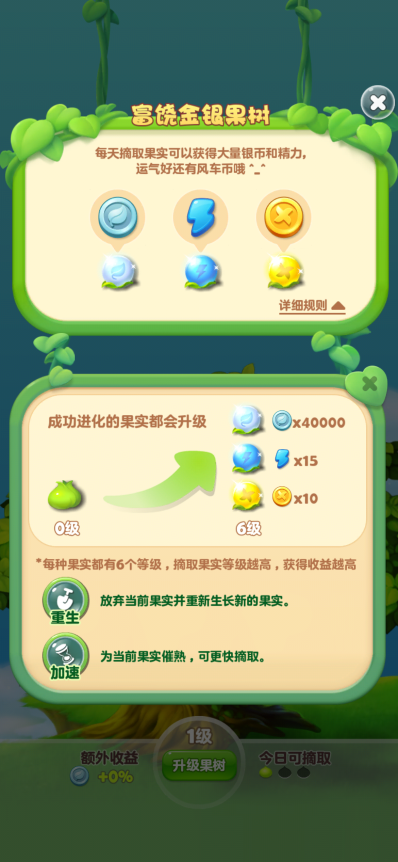 富饶金银果树
每天摘取果实可以获得大量银币和精力，
运气好还有风车币哦 ^_^
详细规则
成功进化的果实都会升级
x40000
x15
x10
0级
6级
*每种果实都有6个等级，摘取果实等级越高，获得收益越高
重生
放弃当前果实并重新生长新的果实。
加速
为当前果实催熟，可更快摘取。
1级
额外收益
+0%
升级果树
今日可摘取